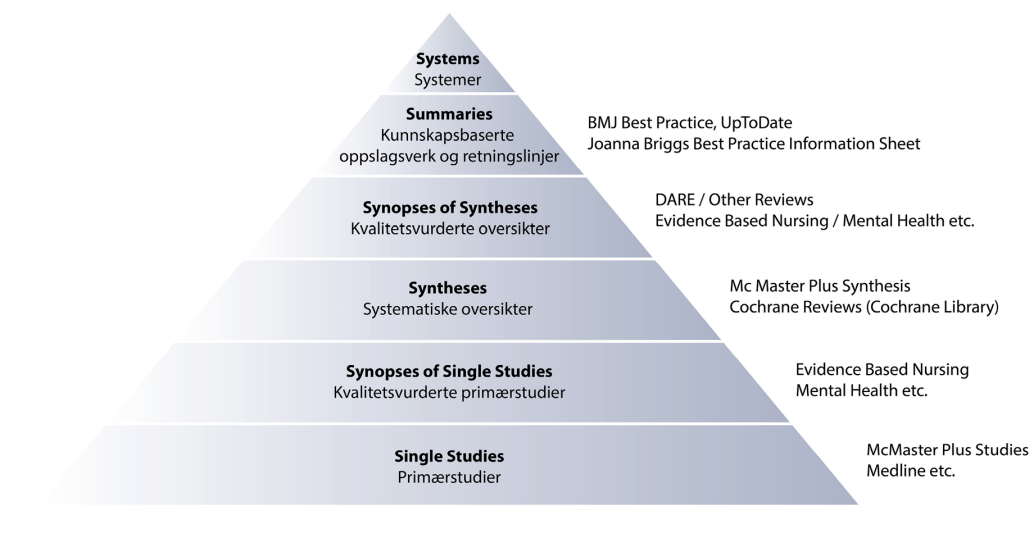 Systems
Systemer
Summaries
Kunnskapsbaserte
oppslagsverk og retningslinjer
BMJ Best Practice, UpToDate
Joanna Briggs Best Practice Information Sheet
Synopses of Syntheses
Kvalitetsvurderte oversikter
DARE / Other Reviews
Evidence Based Nursing / Mental Health etc.
Syntheses
Systematiske oversikter
Mc Master Plus Synthesis
Cochrane Reviews (Cochrane Library)
Synopses of Single Studies
Kvalitetsvurderte primærstudier
Evidence Based Nursing
Mental Health etc.
Single Studies
Primærstudier
McMaster Plus Studies
Medline etc.